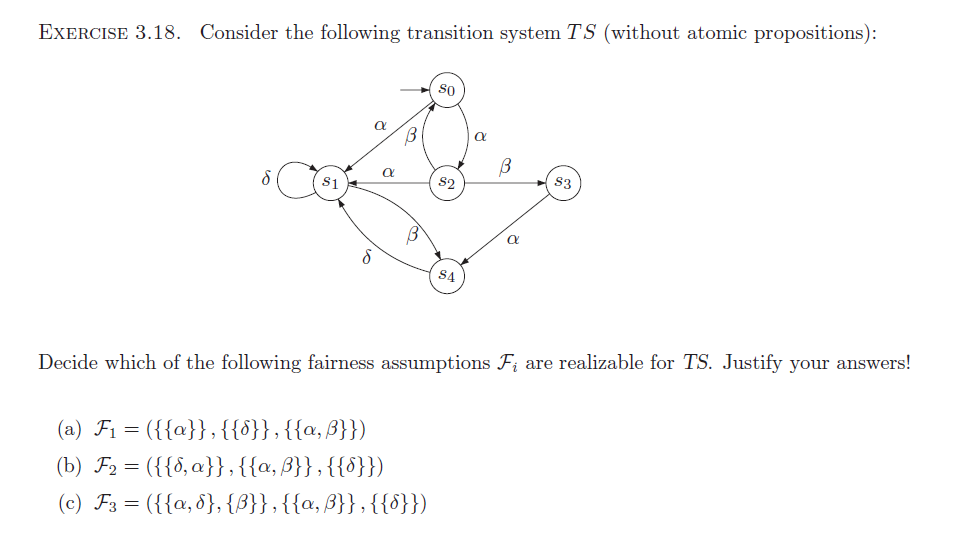 EXERCISE 3.18. Consider the following transition system TS (without atomic propositions):
s0
α
β
α
δ
s1
α
s2
β
s3
β
δ
α
s4
Decide which of the following fairness assumptions ℱᵢ are realizable for TS. Justify your answers!
(a) ℱ₁ = ({{α}}, {{δ}}, {{α, β}})
(b) ℱ₂ = ({{δ, α}}, {{α, β}}, {{δ}})
(c) ℱ₃ = ({{α, δ}, {β}}, {{α, β}}, {{δ}})